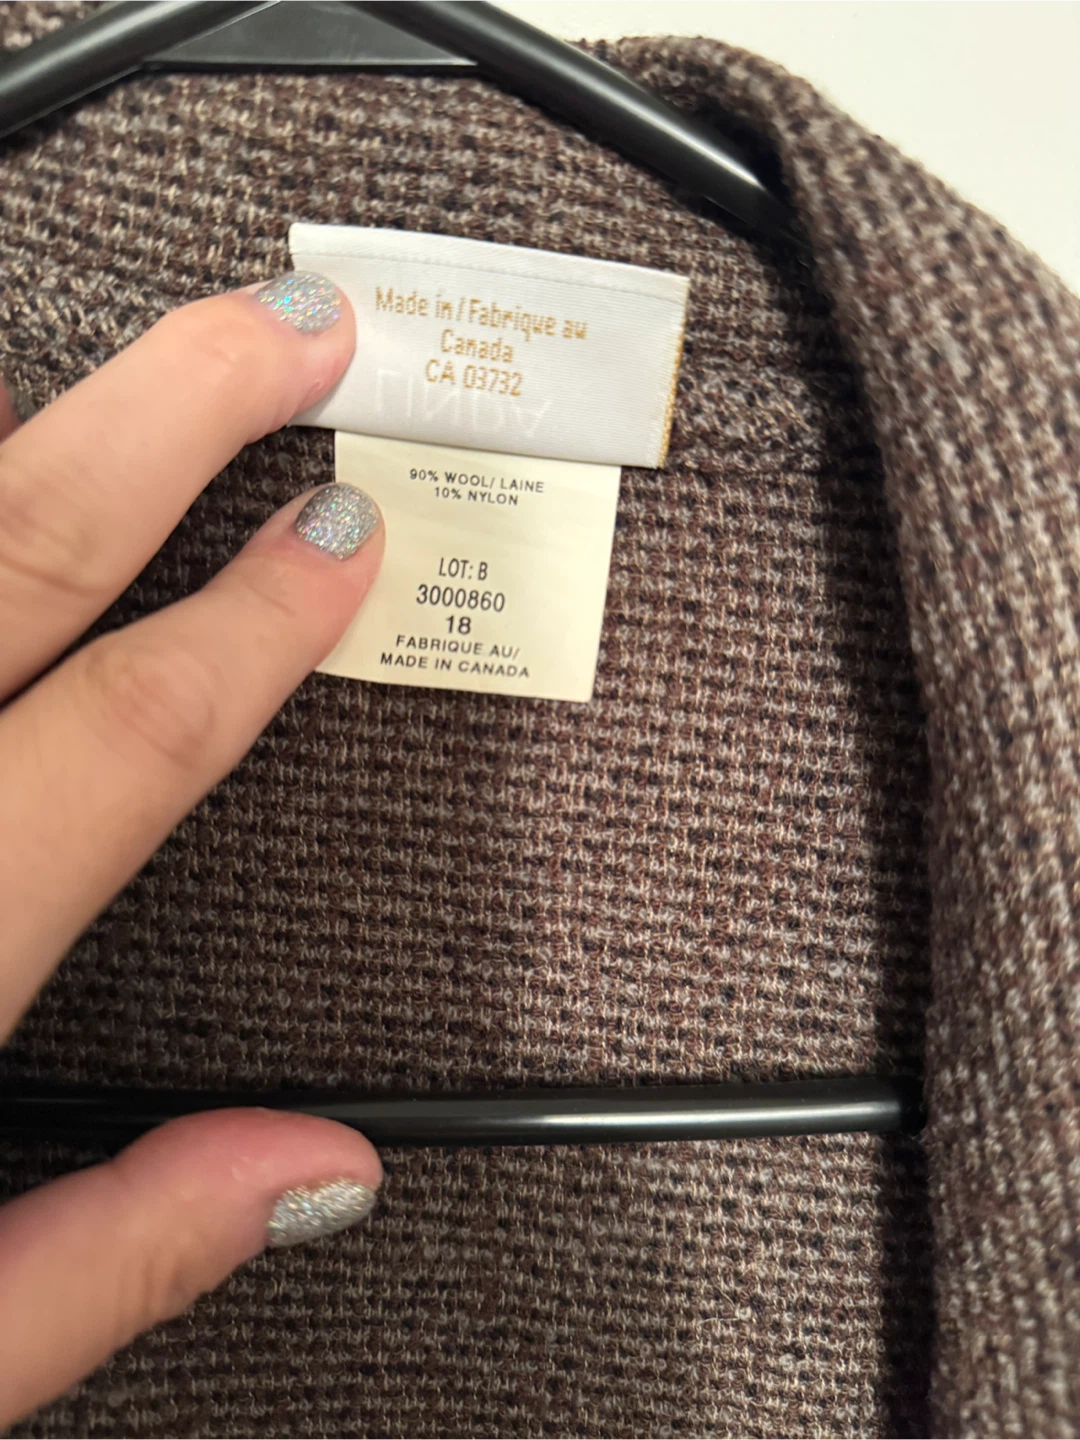 Made in/Fabrique au
Canada
CA 03732
90% WOOL/ LAINE
10% NYLON
LOT: B
3000860
18
FABRIQUE AU/
MADE IN CANADA